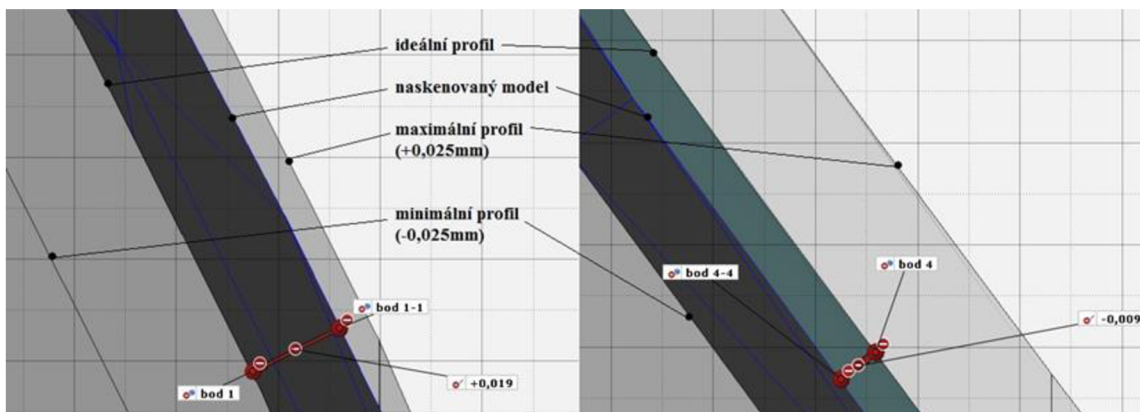 ideální profil
naskenovaný model
maximální profil
(+0,025mm)
minimální profil
(-0,025mm)
bod 4-4
bod 4
bod 1-1
-0,009
bod 1
+0,019